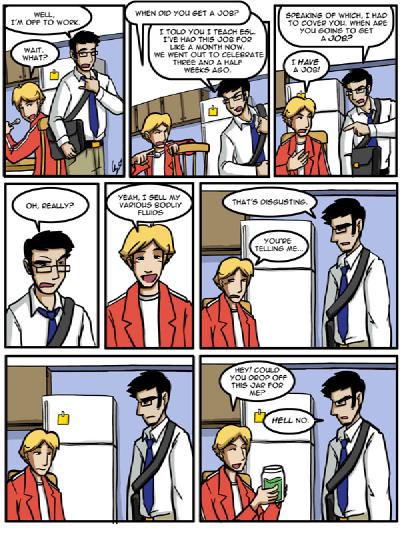 WELL,
I'M OFF TO WORK.
WAIT.
WHAT?
WHEN DID YOU GET A JOB?
I TOLD YOU I TEACH ESL.
I'VE HAD THIS JOB FOR
LIKE A MONTH NOW.
WE WENT OUT TO CELEBRATE
THREE AND A HALF
WEEKS AGO.
SPEAKING OF WHICH, I HAD
TO COVER YOU. WHEN ARE
YOU GOING TO GET
A JOB?
I HAVE
A JOB!
OH, REALLY?
YEAH, I SELL MY
VARIOUS BODLIY
FLUIDS
THAT'S DISGUSTING.
YOU'RE
TELLING ME...
HEY! COULD
YOU DROP OFF
THIS JAR FOR
ME?
HELL NO.